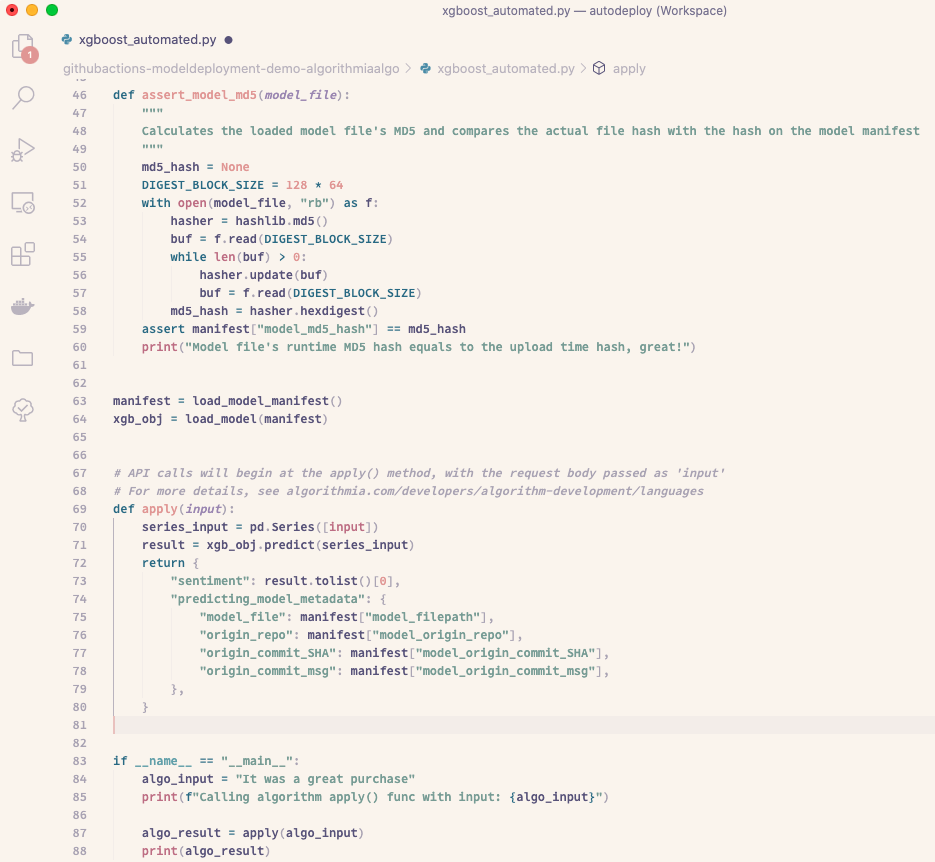 xgboost_automated.py — autodeploy (Workspace)
xgboost_automated.py
1
githubactions-modeldeployment-demo-algorithmiaalgo > xgboost_automated.py > apply
46 def assert_model_md5(model_file):
47     """
48     Calculates the loaded model file's MD5 and compares the actual file hash with the hash on the model manifest
49     """
50     md5_hash = None
51     DIGEST_BLOCK_SIZE = 128 * 64
52     with open(model_file, "rb") as f:
53         hasher = hashlib.md5()
54         buf = f.read(DIGEST_BLOCK_SIZE)
55         while len(buf) > 0:
56             hasher.update(buf)
57             buf = f.read(DIGEST_BLOCK_SIZE)
58         md5_hash = hasher.hexdigest()
59     assert manifest["model_md5_hash"] == md5_hash
60     print("Model file's runtime MD5 hash equals to the upload time hash, great!")
61
62
63 manifest = load_model_manifest()
64 xgb_obj = load_model(manifest)
65
66
67 # API calls will begin at the apply() method, with the request body passed as 'input'
68 # For more details, see algorithmia.com/developers/algorithm-development/languages
69 def apply(input):
70     series_input = pd.Series([input])
71     result = xgb_obj.predict(series_input)
72     return {
73         "sentiment": result.tolist()[0],
74         "predicting_model_metadata": {
75             "model_file": manifest["model_filepath"],
76             "origin_repo": manifest["model_origin_repo"],
77             "origin_commit_SHA": manifest["model_origin_commit_SHA"],
78             "origin_commit_msg": manifest["model_origin_commit_msg"],
79         },
80     }
81
82
83 if __name__ == "__main__":
84     algo_input = "It was a great purchase"
85     print(f"Calling algorithm apply() func with input: {algo_input}")
86
87     algo_result = apply(algo_input)
88     print(algo_result)